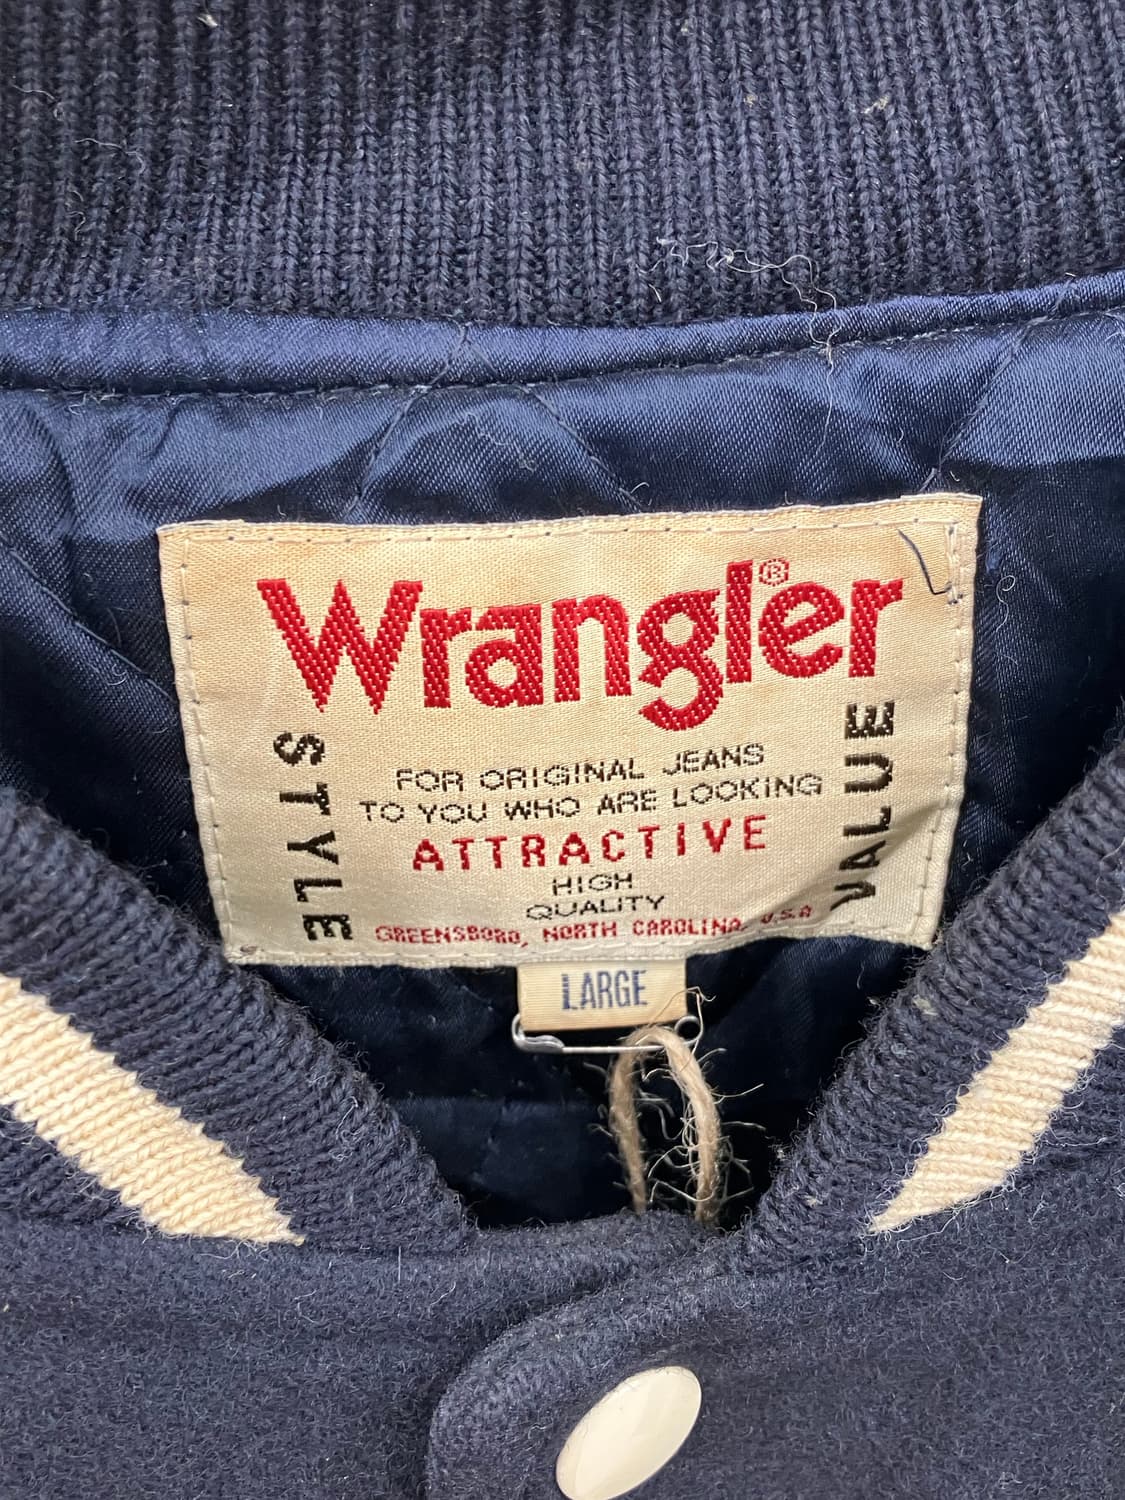 Wrangler®
STYLE
FOR ORIGINAL JEANS
TO YOU WHO ARE LOOKING
ATTRACTIVE
HIGH
QUALITY
GREENSBORO, NORTH CAROLINA, U.S.A
VALUE
LARGE